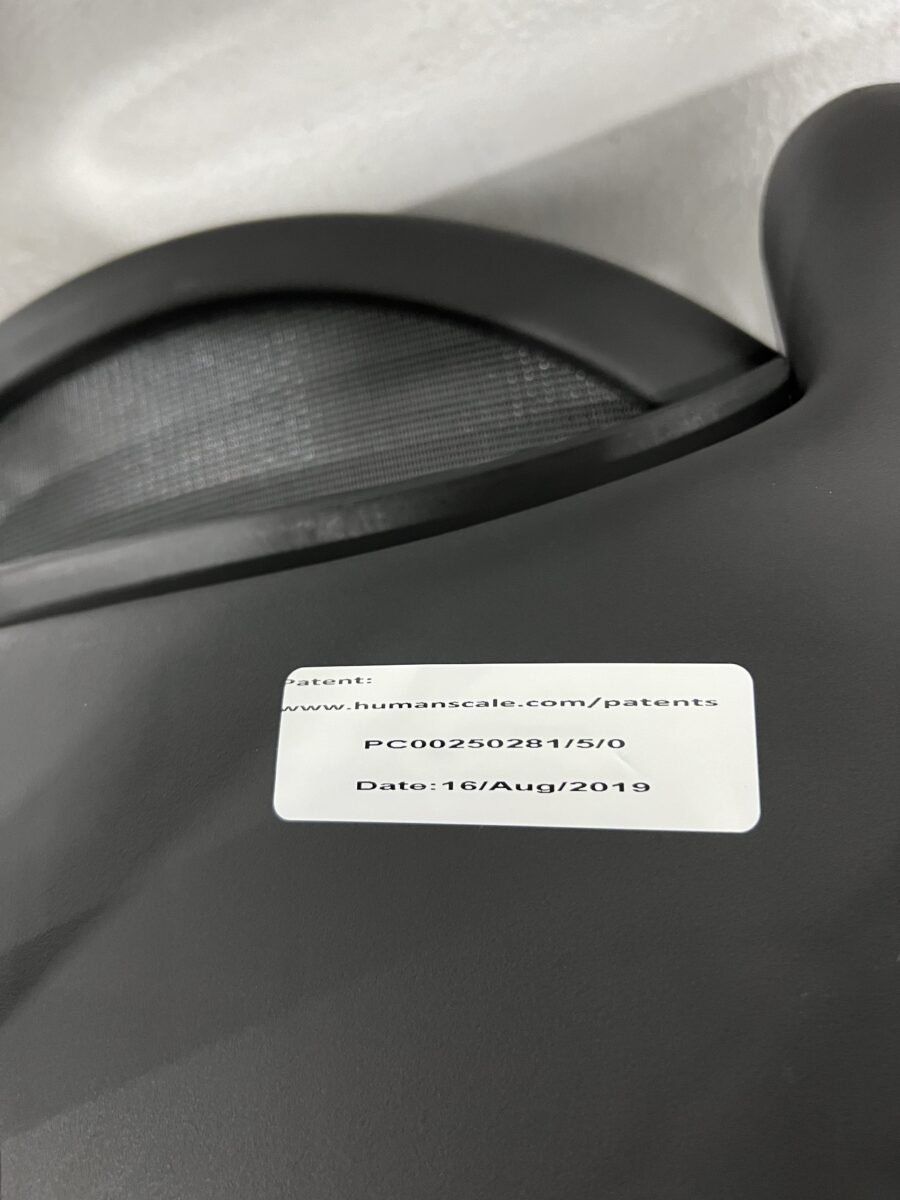 Patent:
www.humanscale.com/patents
PC00250281/5/0
Date:16/Aug/2019